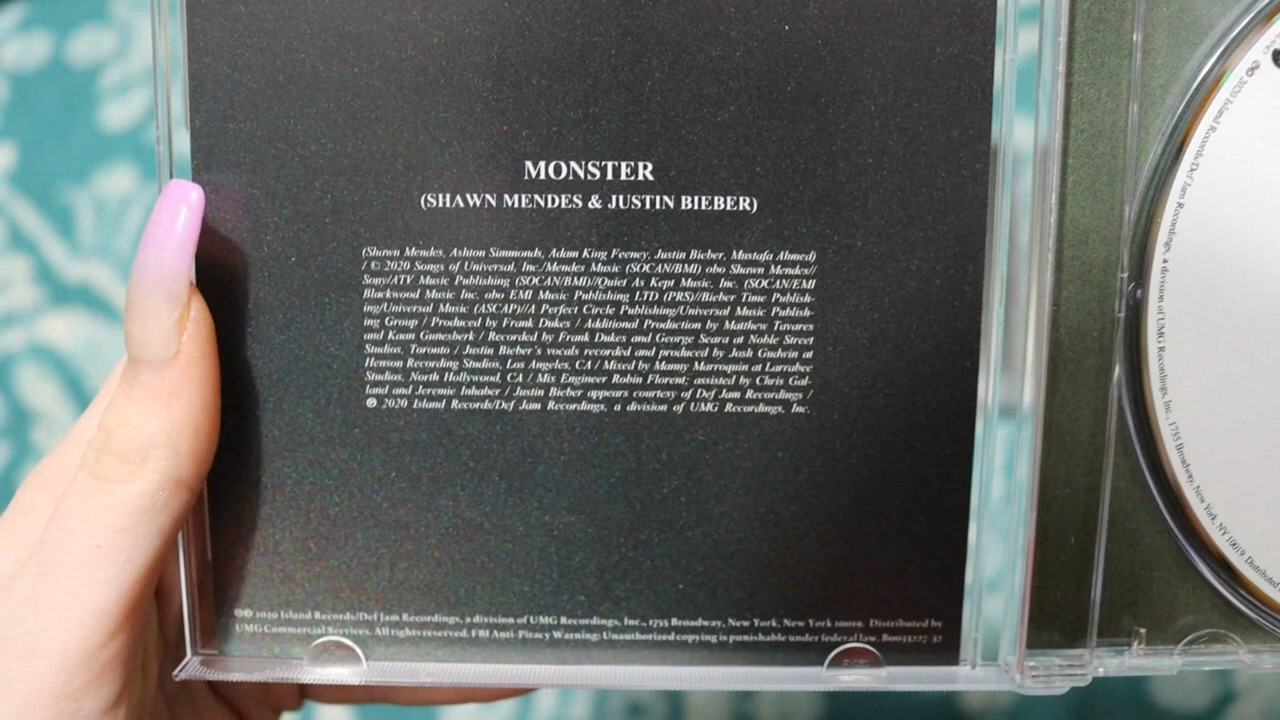 MONSTER
(SHAWN MENDES & JUSTIN BIEBER)
(Shawn Mendes, Ashton Simmonds, Adam King Feeney, Justin Bieber, Mustafa Ahmed)
/ © 2020 Songs of Universal, Inc./Mendes Music (SOCAN/BMI) obo Shawn Mendes//
Sony/ATV Music Publishing (SOCAN/BMI)//Quiet As Kept Music, Inc. (SOCAN/EMI
Blackwood Music Inc. obo EMI Music Publishing LTD (PRS)//Bieber Time Publish-
ing/Universal Music (ASCAP)//A Perfect Circle Publishing/Universal Music Publish-
ing Group / Produced by Frank Dukes / Additional Production by Matthew Tavares
and Kaan Gunesberk / Recorded by Frank Dukes and George Seara at Noble Street
Studios, Toronto / Justin Bieber's vocals recorded and produced by Josh Gudwin at
Henson Recording Studios, Los Angeles, CA / Mixed by Manny Marroquin at Larrabee
Studios, North Hollywood, CA / Mix Engineer Robin Florent; assisted by Chris Gal-
land and Jeremie Inhaber / Justin Bieber appears courtesy of Def Jam Recordings /
℗ 2020 Island Records/Def Jam Recordings, a division of UMG Recordings, Inc.
℗© 2020 Island Records/Def Jam Recordings, a division of UMG Recordings, Inc., 1755 Broadway, New York, New York 10019. Distributed by
UMG Commercial Services. All rights reserved. FBI Anti-Piracy Warning: Unauthorized copying is punishable under federal law. B0033227-32
℗© 2020 Island Records/Def Jam Recordings, a division of UMG Recordings, Inc., 1755 Broadway, New York, NY 10019. Distributed